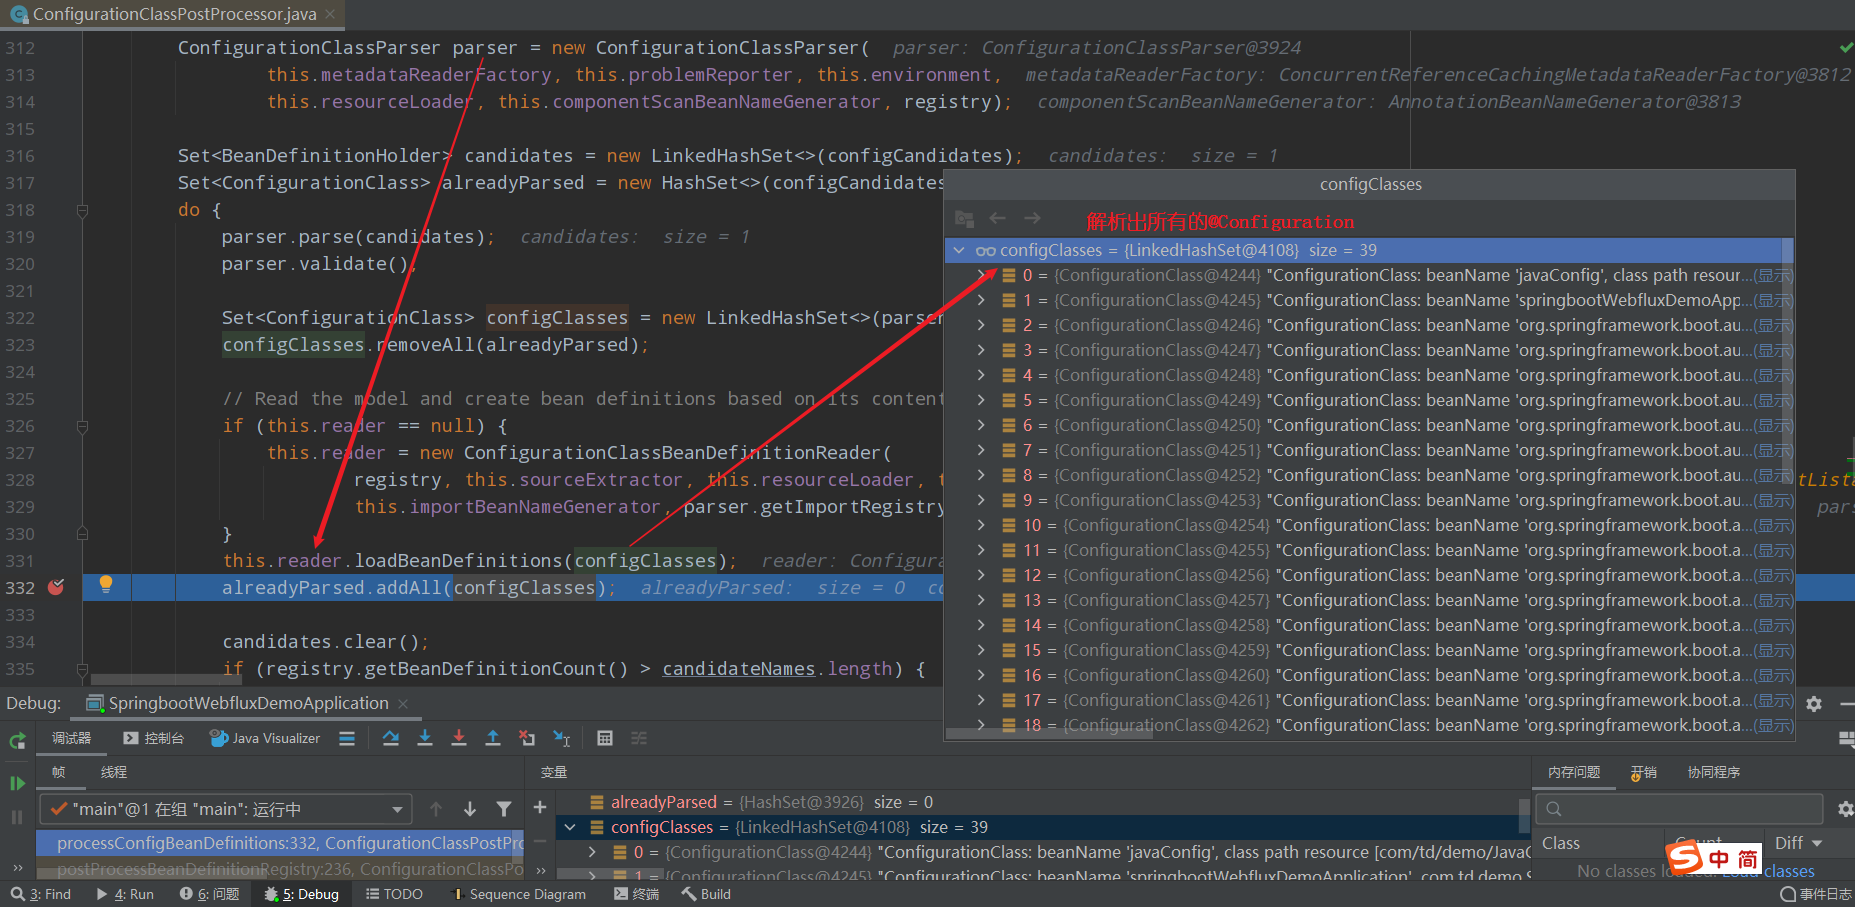 ConfigurationClassPostProcessor.java
312 ConfigurationClassParser parser = new ConfigurationClassParser( parser: ConfigurationClassParser@3924
313 this.metadataReaderFactory, this.problemReporter, this.environment, metadataReaderFactory: ConcurrentReferenceCachingMetadataReaderFactory@3812
314 this.resourceLoader, this.componentScanBeanNameGenerator, registry); componentScanBeanNameGenerator: AnnotationBeanNameGenerator@3813
315
316 Set<BeanDefinitionHolder> candidates = new LinkedHashSet<>(configCandidates); candidates: size = 1
317 Set<ConfigurationClass> alreadyParsed = new HashSet<>(configCandidates
318 do {
319 parser.parse(candidates); candidates: size = 1
320 parser.validate();
321
322 Set<ConfigurationClass> configClasses = new LinkedHashSet<>(parser
323 configClasses.removeAll(alreadyParsed);
324
325 // Read the model and create bean definitions based on its content
326 if (this.reader == null) {
327 this.reader = new ConfigurationClassBeanDefinitionReader(
328 registry, this.sourceExtractor, this.resourceLoader, t
329 this.importBeanNameGenerator, parser.getImportRegistry
330 }
331 this.reader.loadBeanDefinitions(configClasses); reader: Configura
332 alreadyParsed.addAll(configClasses); alreadyParsed: size = 0 co
333
334 candidates.clear();
335 if (registry.getBeanDefinitionCount() > candidateNames.length) {
tLista
pars
configClasses
解析出所有的@Configuration
configClasses = {LinkedHashSet@4108} size = 39
0 = {ConfigurationClass@4244} "ConfigurationClass: beanName 'javaConfig', class path resour...(显示)
1 = {ConfigurationClass@4245} "ConfigurationClass: beanName 'springbootWebfluxDemoApp...(显示)
2 = {ConfigurationClass@4246} "ConfigurationClass: beanName 'org.springframework.boot.au...(显示)
3 = {ConfigurationClass@4247} "ConfigurationClass: beanName 'org.springframework.boot.au...(显示)
4 = {ConfigurationClass@4248} "ConfigurationClass: beanName 'org.springframework.boot.au...(显示)
5 = {ConfigurationClass@4249} "ConfigurationClass: beanName 'org.springframework.boot.au...(显示)
6 = {ConfigurationClass@4250} "ConfigurationClass: beanName 'org.springframework.boot.au...(显示)
7 = {ConfigurationClass@4251} "ConfigurationClass: beanName 'org.springframework.boot.au...(显示)
8 = {ConfigurationClass@4252} "ConfigurationClass: beanName 'org.springframework.boot.au...(显示)
9 = {ConfigurationClass@4253} "ConfigurationClass: beanName 'org.springframework.boot.au...(显示)
10 = {ConfigurationClass@4254} "ConfigurationClass: beanName 'org.springframework.boot.a...(显示)
11 = {ConfigurationClass@4255} "ConfigurationClass: beanName 'org.springframework.boot.a...(显示)
12 = {ConfigurationClass@4256} "ConfigurationClass: beanName 'org.springframework.boot.a...(显示)
13 = {ConfigurationClass@4257} "ConfigurationClass: beanName 'org.springframework.boot.a...(显示)
14 = {ConfigurationClass@4258} "ConfigurationClass: beanName 'org.springframework.boot.a...(显示)
15 = {ConfigurationClass@4259} "ConfigurationClass: beanName 'org.springframework.boot.a...(显示)
16 = {ConfigurationClass@4260} "ConfigurationClass: beanName 'org.springframework.boot.a...(显示)
17 = {ConfigurationClass@4261} "ConfigurationClass: beanName 'org.springframework.boot.a...(显示)
18 = {ConfigurationClass@4262} "ConfigurationClass: beanName 'org.springframework.boot.a...(显示)
Debug: SpringbootWebfluxDemoApplication
调试器 控制台 Java Visualizer
帧 线程
"main"@1 在组 "main": 运行中
processConfigBeanDefinitions:332, ConfigurationClassPostPro
postProcessBeanDefinitionRegistry:236, ConfigurationClassPo
变量
alreadyParsed = {HashSet@3926} size = 0
configClasses = {LinkedHashSet@4108} size = 39
0 = {ConfigurationClass@4244} "ConfigurationClass: beanName 'javaConfig', class path resource [com/td/demo/JavaC
1 = {ConfigurationClass@4245} "ConfigurationClass: beanName 'springbootWebfluxDemoApplication', com.td.demo.S
内存问题 开销 协同程序
Class Count Diff
No classes loaded. Load classes
S 中 简
3: Find 4: Run 6: 问题 5: Debug TODO Sequence Diagram 终端 Build 事件日志